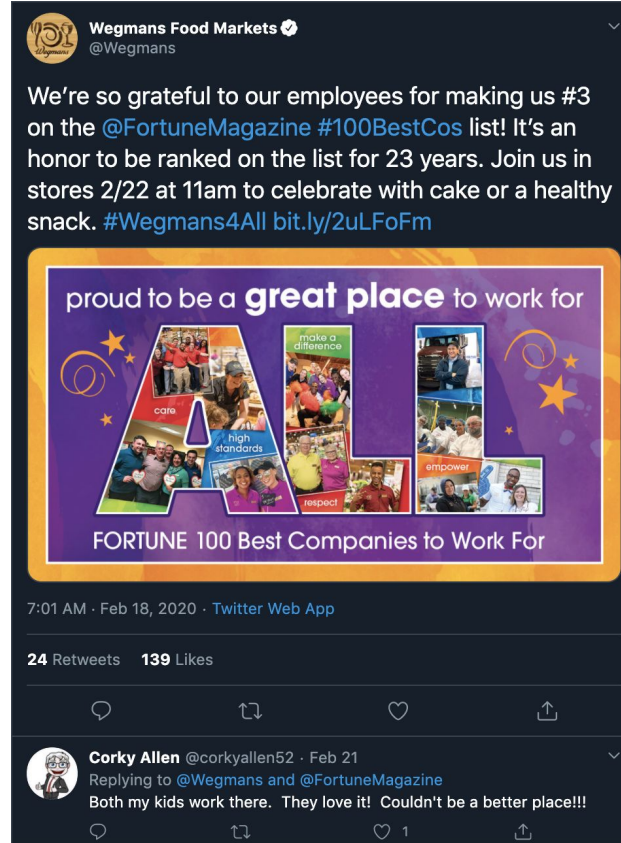 Wegmans Food Markets
@Wegmans
We're so grateful to our employees for making us #3
on the @FortuneMagazine #100BestCos list! It's an
honor to be ranked on the list for 23 years. Join us in
stores 2/22 at 11am to celebrate with cake or a healthy
snack. #Wegmans4All bit.ly/2uLFoFm
proud to be a great place to work for
ALL
make a
difference
care
high
standards
empower
respect
FORTUNE 100 Best Companies to Work For
7:01 AM · Feb 18, 2020 · Twitter Web App
24 Retweets 139 Likes
Corky Allen @corkyallen52 · Feb 21
Replying to @Wegmans and @FortuneMagazine
Both my kids work there. They love it! Couldn't be a better place!!!
1